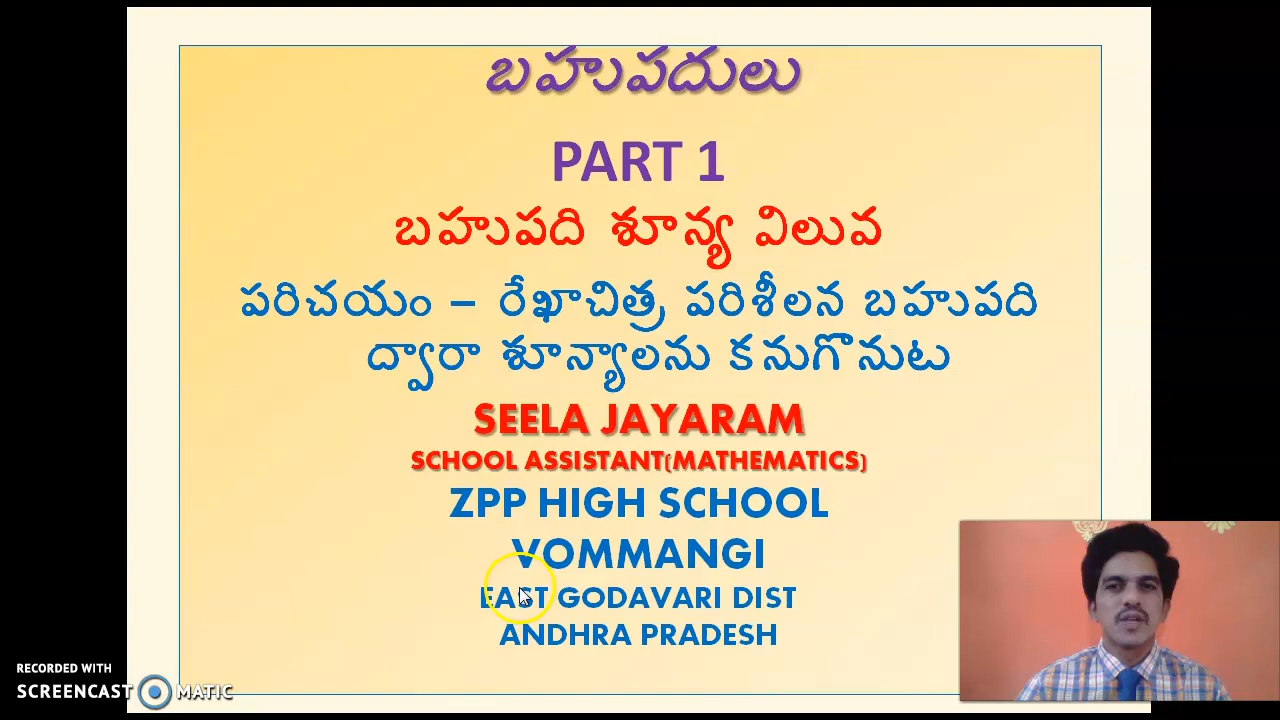 బహుపదులు
PART 1
బహుపది శూన్య విలువ
పరిచయం – రేఖాచిత్ర పరిశీలన బహుపది
ద్వారా శూన్యాలను కనుగొనుట
SEELA JAYARAM
SCHOOL ASSISTANT(MATHEMATICS)
ZPP HIGH SCHOOL
VOMMANGI
EAST GODAVARI DIST
ANDHRA PRADESH
RECORDED WITH
SCREENCAST MATIC